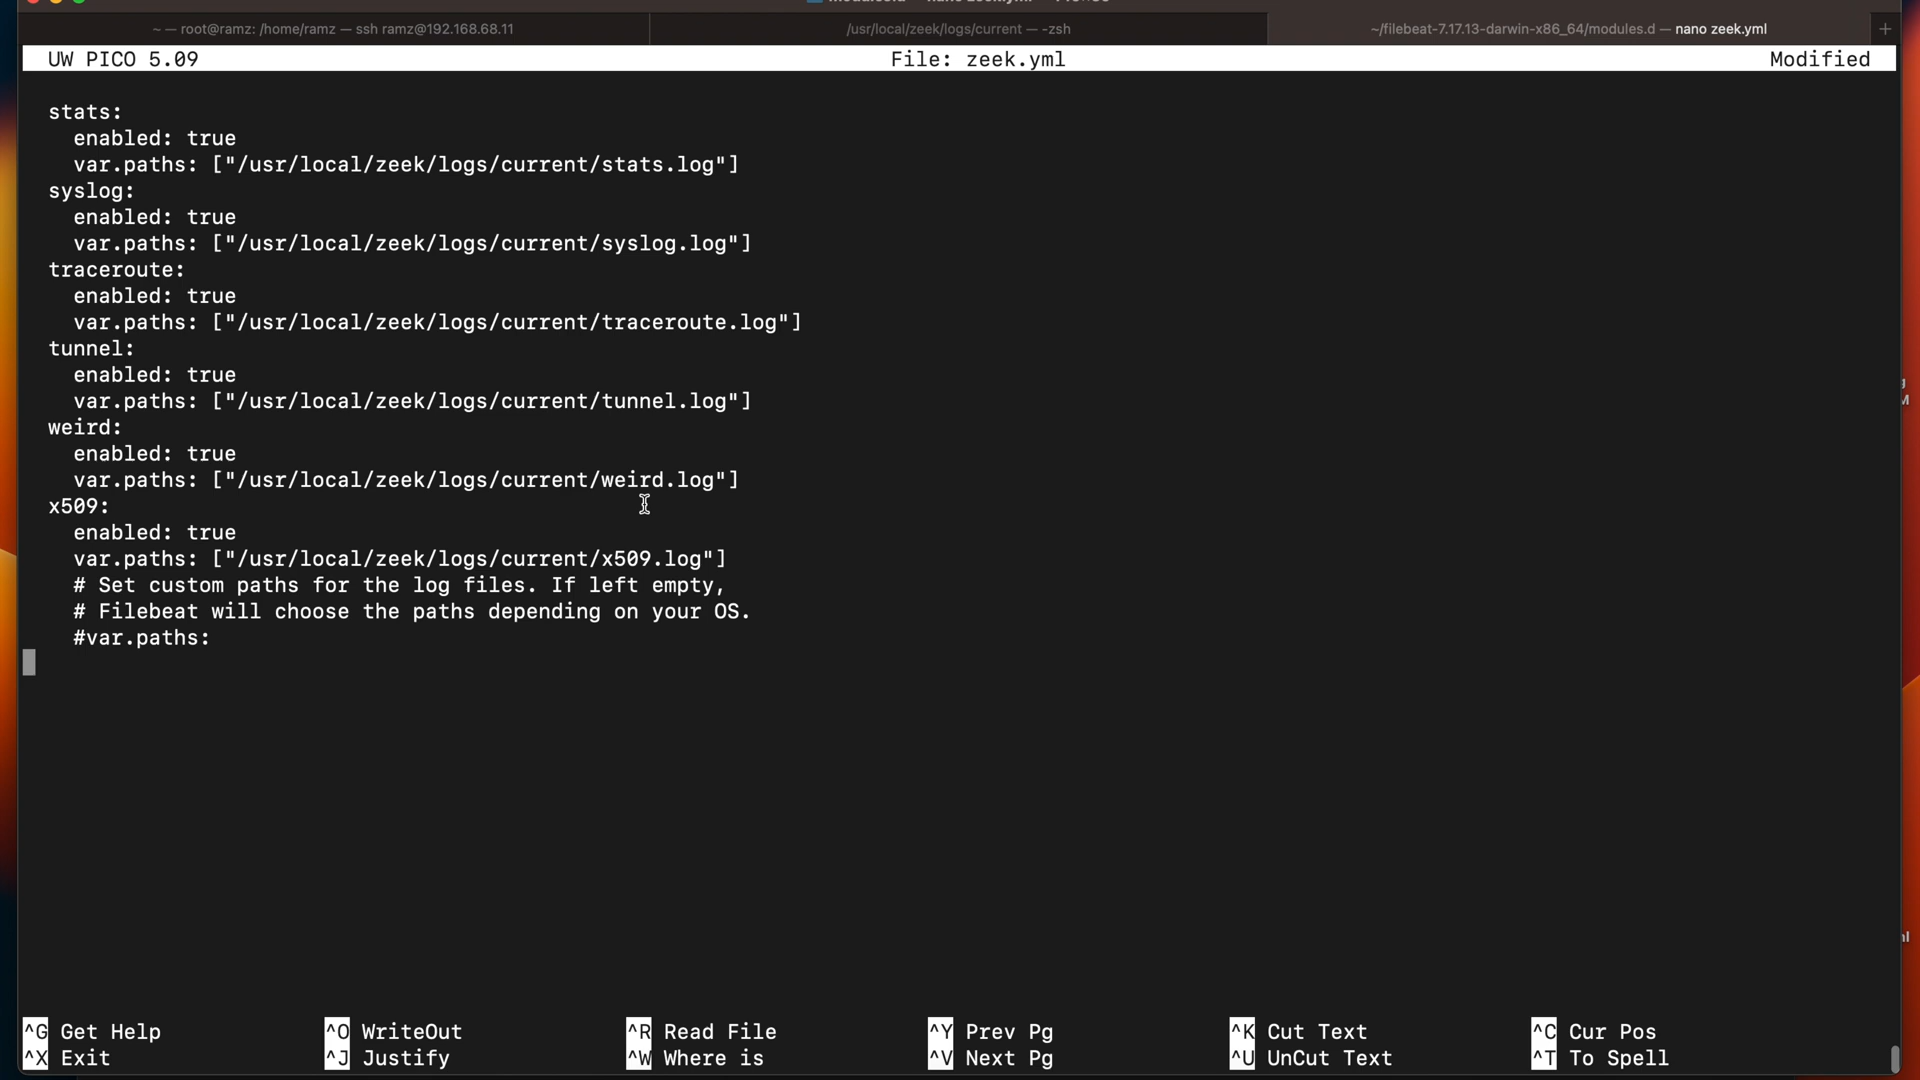 ~ — root@ramz: /home/ramz — ssh ramz@192.168.68.11
/usr/local/zeek/logs/current — -zsh
~/filebeat-7.17.13-darwin-x86_64/modules.d — nano zeek.yml
+
UW PICO 5.09 File: zeek.yml Modified
stats:
enabled: true
var.paths: ["/usr/local/zeek/logs/current/stats.log"]
syslog:
enabled: true
var.paths: ["/usr/local/zeek/logs/current/syslog.log"]
traceroute:
enabled: true
var.paths: ["/usr/local/zeek/logs/current/traceroute.log"]
tunnel:
enabled: true
var.paths: ["/usr/local/zeek/logs/current/tunnel.log"]
weird:
enabled: true
var.paths: ["/usr/local/zeek/logs/current/weird.log"]
x509:
enabled: true
var.paths: ["/usr/local/zeek/logs/current/x509.log"]
# Set custom paths for the log files. If left empty,
# Filebeat will choose the paths depending on your OS.
#var.paths:
^G Get Help ^O WriteOut ^R Read File ^Y Prev Pg ^K Cut Text ^C Cur Pos
^X Exit ^J Justify ^W Where is ^V Next Pg ^U UnCut Text ^T To Spell